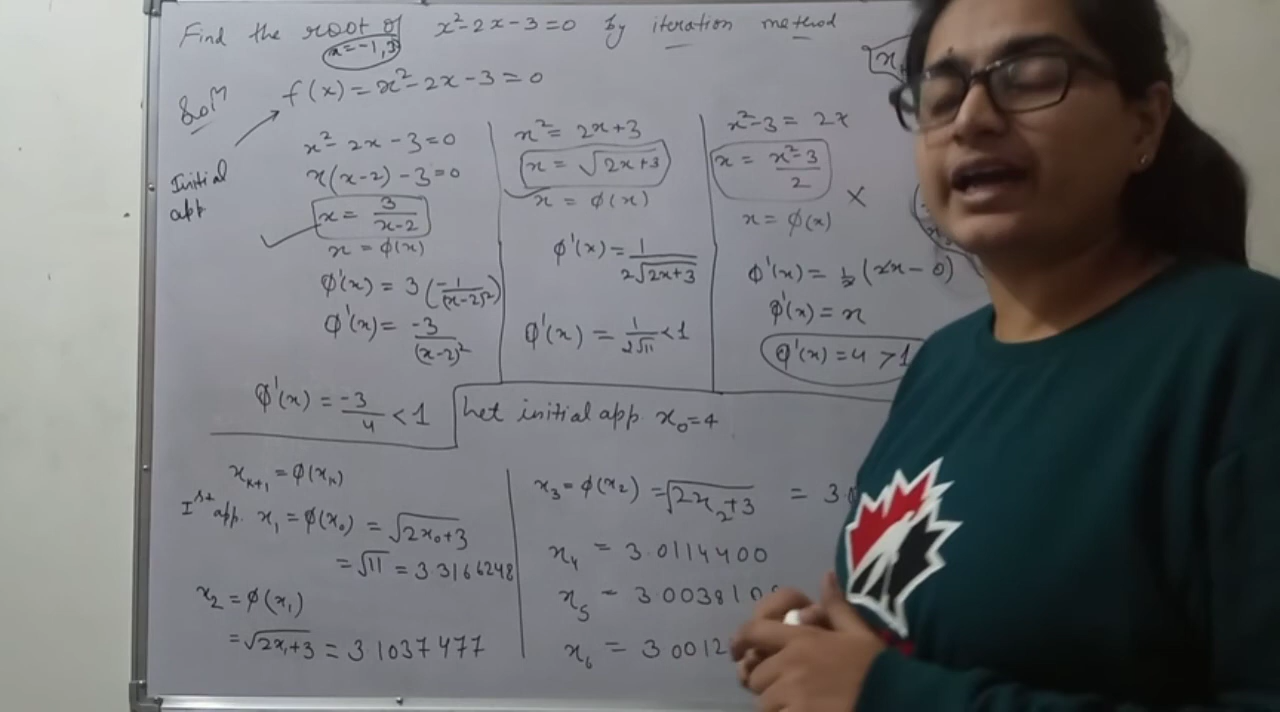 Find the root of x²-2x-3=0 by iteration method
x=-1,3
Solⁿ f(x)=x²-2x-3=0
Initial app
x²-2x-3=0
x(x-2)-3=0
x = 3/(x-2)
x = φ(x)
φ'(x) = 3(-1/(x-2)²)
φ'(x) = -3/(x-2)²
φ'(x) = -3/4 < 1
x² = 2x+3
x = √(2x+3)
x = φ(x)
φ'(x) = 1/(2√(2x+3))
φ'(x) = 1/(2√11) < 1
x²-3 = 2x
x = (x²-3)/2 ×
x = φ(x)
φ'(x) = 1/2 (2x-0)
φ'(x) = x
φ'(x) = 4 > 1
Let initial app. x₀=4
xₖ₊₁ = φ(xₖ)
Iˢᵗ app. x₁ = φ(x₀) = √(2x₀+3)
= √11 = 3.3166248
x₂ = φ(x₁)
= √(2x₁+3) = 3.1037477
x₃ = φ(x₂) = √(2x₂+3) = 3.0
x₄ = 3.0114400
x₅ = 3.00381
x₆ = 3.0012